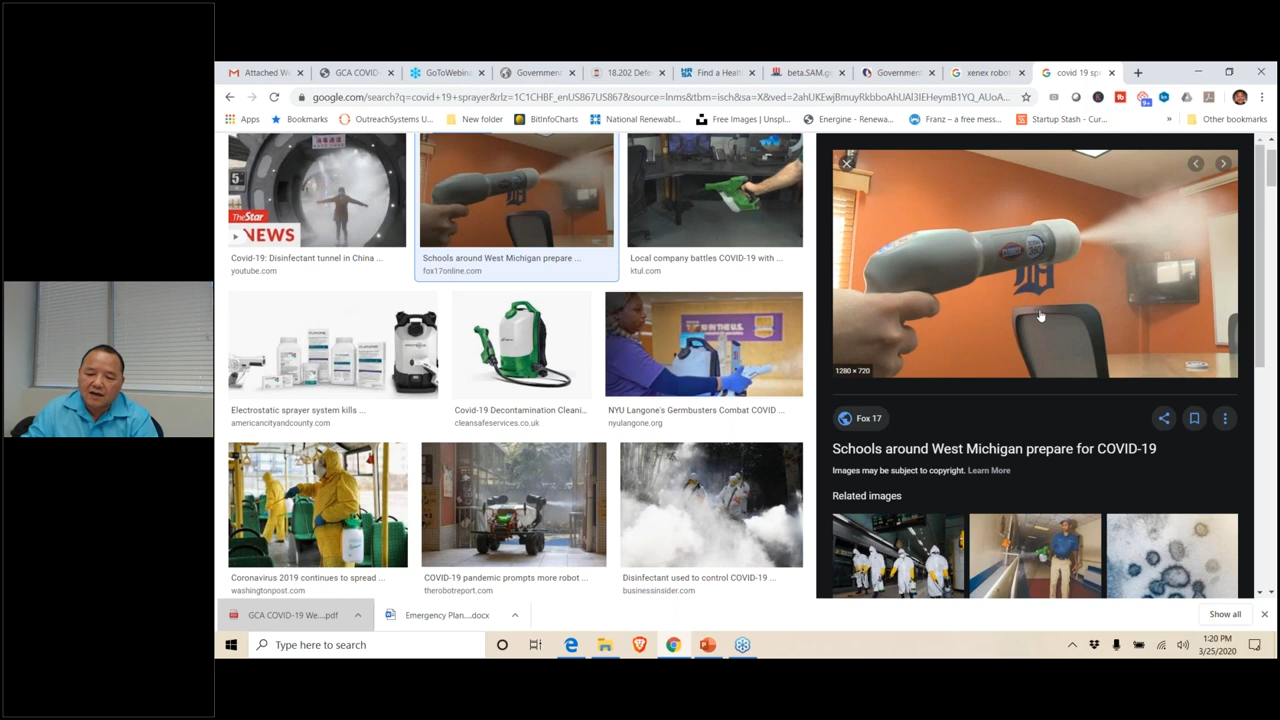 Attached We
GCA COVID-
GoToWebina
Government
18.202 Defe
Find a Healt
beta.SAM.g
Government
xenex robot
covid 19 spr
google.com/search?q=covid+19+sprayer&rlz=1C1CHBF_enUS867US867&source=lnms&tbm=isch&sa=X&ved=2ahUKEwjBmuyRkbboAhUAl3IEHeymB1YQ_AUoA...
Apps
Bookmarks
OutreachSystems U...
New folder
BitInfoCharts
National Renewabl...
Free Images | Unspl...
Energine - Renewa...
Franz – a free mess...
Startup Stash - Cur...
»
Other bookmarks
5
TheStar
NEWS
Covid-19: Disinfectant tunnel in China ...
youtube.com
Schools around West Michigan prepare ...
fox17online.com
Local company battles COVID-19 with ...
ktul.com
1280 × 720
Electrostatic sprayer system kills ...
americancityandcounty.com
Covid-19 Decontamination Cleani...
cleansafeservices.co.uk
NYU Langone's Germbusters Combat COVID ...
nyulangone.org
Fox 17
Schools around West Michigan prepare for COVID-19
Images may be subject to copyright. Learn More
Related images
Coronavirus 2019 continues to spread ...
washingtonpost.com
COVID-19 pandemic prompts more robot ...
therobotreport.com
Disinfectant used to control COVID-19 ...
businessinsider.com
GCA COVID-19 We....pdf
Emergency Plan....docx
Show all
Type here to search
1:20 PM
3/25/2020